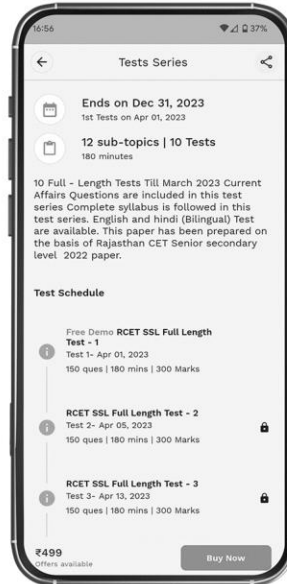 16:56
37%
Tests Series
Ends on Dec 31, 2023
1st Tests on Apr 01, 2023
12 sub-topics | 10 Tests
180 minutes
10 Full - Length Tests Till March 2023 Current
Affairs Questions are included in this test
series Complete syllabus is followed in this
test series. English and hindi (Bilingual) Test
are available. This paper has been prepared on
the basis of Rajasthan CET Senior secondary
level 2022 paper.
Test Schedule
Free Demo RCET SSL Full Length
Test - 1
Test 1- Apr 01, 2023
150 ques | 180 mins | 300 Marks
RCET SSL Full Length Test - 2
Test 2- Apr 05, 2023
150 ques | 180 mins | 300 Marks
RCET SSL Full Length Test - 3
Test 3- Apr 13, 2023
150 ques | 180 mins | 300 Marks
₹499
Offers available
Buy Now